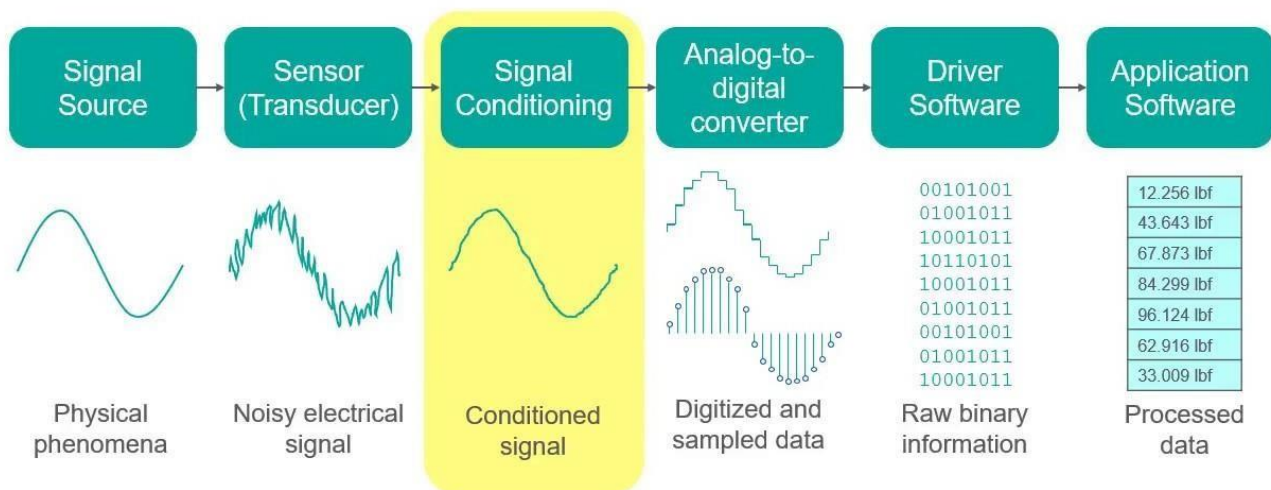 Signal
Source
Sensor
(Transducer)
Signal
Conditioning
Analog-to-
digital
converter
Driver
Software
Application
Software
00101001
01001011
10001011
10110101
10001011
01001011
00101001
01001011
10001011
12.256 lbf
43.643 lbf
67.873 lbf
84.299 lbf
96.124 lbf
62.916 lbf
33.009 lbf
Physical
phenomena
Noisy electrical
signal
Conditioned
signal
Digitized and
sampled data
Raw binary
information
Processed
data